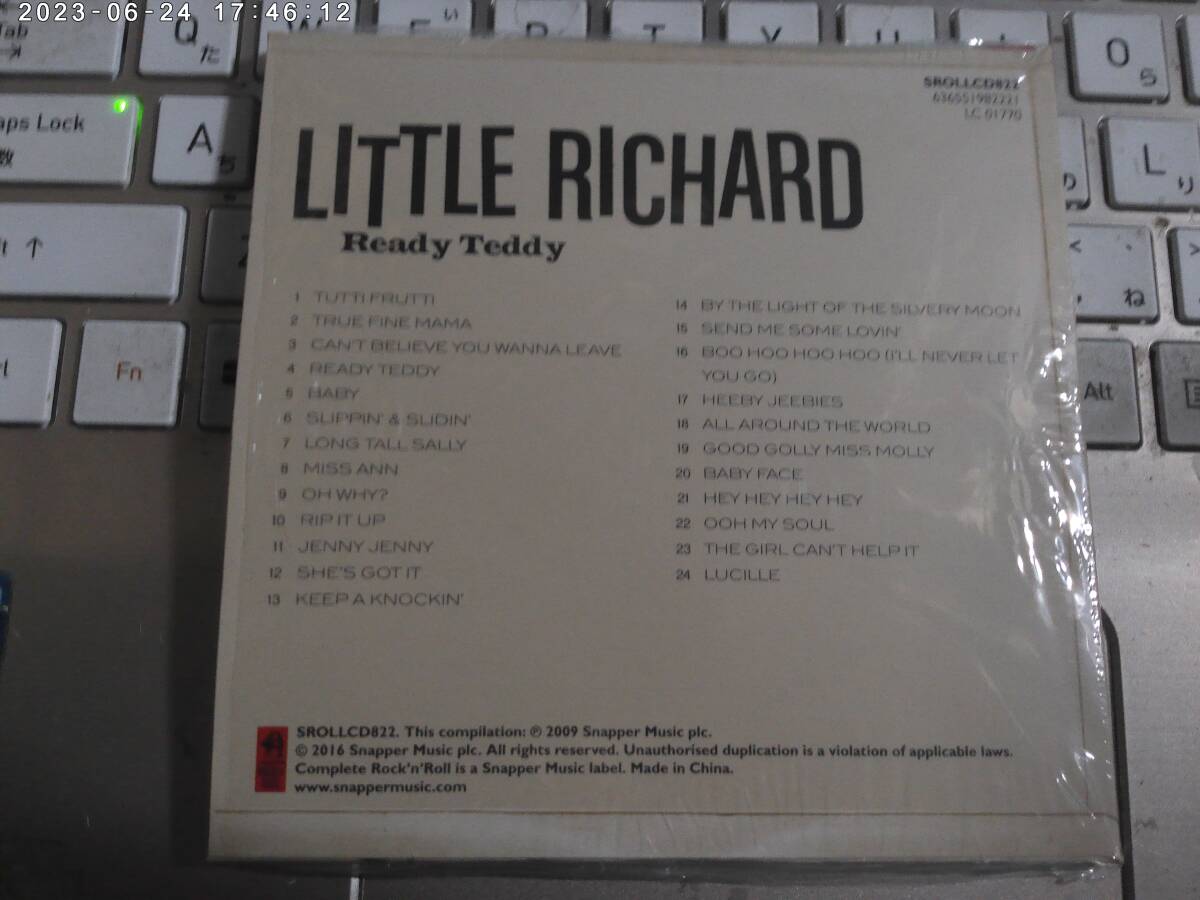 2023-06-24 17:46:12
SROLLCD822
636551982221
LC 01770
LITTLE RICHARD
Ready Teddy
1 TUTTI FRUTTI
2 TRUE FINE MAMA
3 CAN'T BELIEVE YOU WANNA LEAVE
4 READY TEDDY
5 BABY
6 SLIPPIN' & SLIDIN'
7 LONG TALL SALLY
8 MISS ANN
9 OH WHY?
10 RIP IT UP
11 JENNY JENNY
12 SHE'S GOT IT
13 KEEP A KNOCKIN'
14 BY THE LIGHT OF THE SILVERY MOON
15 SEND ME SOME LOVIN'
16 BOO HOO HOO HOO (I'LL NEVER LET
YOU GO)
17 HEEBY JEEBIES
18 ALL AROUND THE WORLD
19 GOOD GOLLY MISS MOLLY
20 BABY FACE
21 HEY HEY HEY HEY
22 OOH MY SOUL
23 THE GIRL CAN'T HELP IT
24 LUCILLE
SROLLCD822. This compilation: ℗ 2009 Snapper Music plc.
© 2016 Snapper Music plc. All rights reserved. Unauthorised duplication is a violation of applicable laws.
Complete Rock'n'Roll is a Snapper Music label. Made in China.
www.snappermusic.com
Q
た
A
ち
Fn
O
ら
L
り
ね
Alt